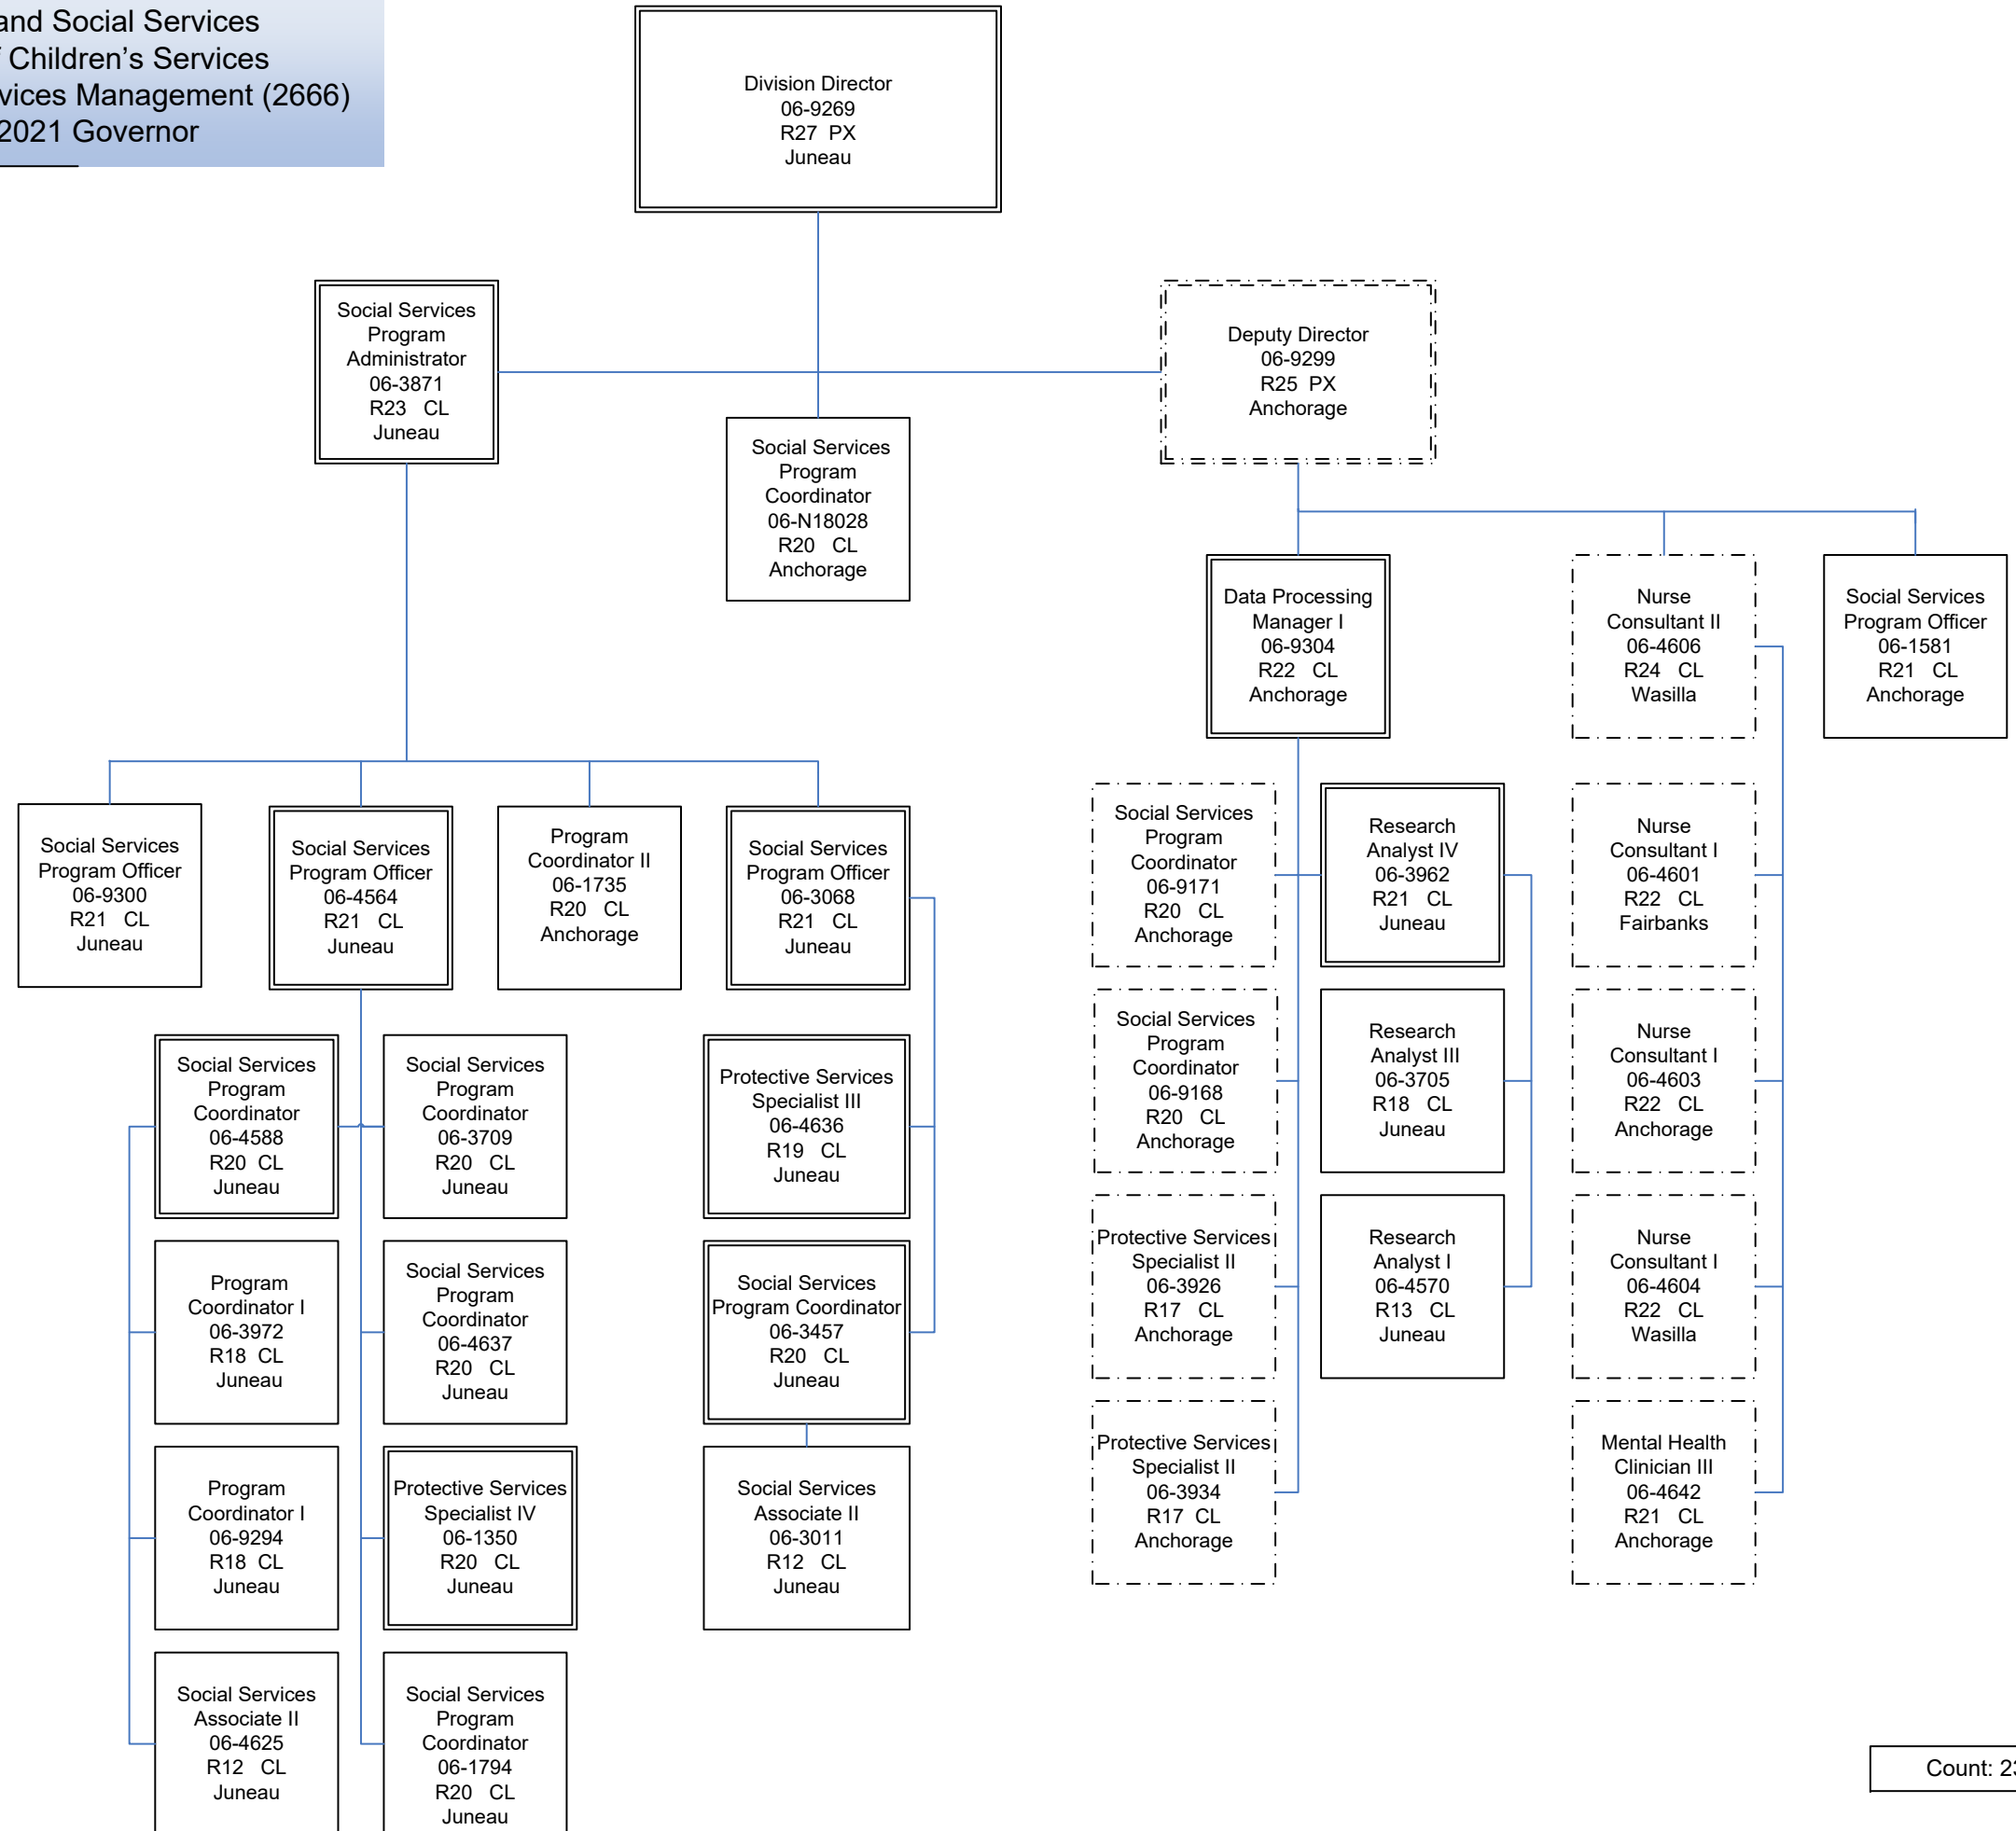 and Social Services
Children's Services
vices Management (2666)
2021 Governor
Division Director
06-9269
R27 PX
Juneau
Social Services
Program
Administrator
06-3871
R23 CL
Juneau
Deputy Director
06-9299
R25 PX
Anchorage
Social Services
Program
Coordinator
06-N18028
R20 CL
Anchorage
Data Processing
Manager I
06-9304
R22 CL
Anchorage
Nurse
Consultant II
06-4606
R24 CL
Wasilla
Social Services
Program Officer
06-1581
R21 CL
Anchorage
Social Services
Program Officer
06-9300
R21 CL
Juneau
Social Services
Program Officer
06-4564
R21 CL
Juneau
Program
Coordinator II
06-1735
R20 CL
Anchorage
Social Services
Program Officer
06-3068
R21 CL
Juneau
Social Services
Program
Coordinator
06-9171
R20 CL
Anchorage
Research
Analyst IV
06-3962
R21 CL
Juneau
Nurse
Consultant I
06-4601
R22 CL
Fairbanks
Social Services
Program
Coordinator
06-9168
R20 CL
Anchorage
Research
Analyst III
06-3705
R18 CL
Juneau
Nurse
Consultant I
06-4603
R22 CL
Anchorage
Social Services
Program
Coordinator
06-4588
R20 CL
Juneau
Social Services
Program
Coordinator
06-3709
R20 CL
Juneau
Protective Services
Specialist III
06-4636
R19 CL
Juneau
Protective Services
Specialist II
06-3926
R17 CL
Anchorage
Research
Analyst I
06-4570
R13 CL
Juneau
Nurse
Consultant I
06-4604
R22 CL
Wasilla
Program
Coordinator I
06-3972
R18 CL
Juneau
Social Services
Program
Coordinator
06-4637
R20 CL
Juneau
Social Services
Program Coordinator
06-3457
R20 CL
Juneau
Protective Services
Specialist II
06-3934
R17 CL
Anchorage
Mental Health
Clinician III
06-4642
R21 CL
Anchorage
Program
Coordinator I
06-9294
R18 CL
Juneau
Protective Services
Specialist IV
06-1350
R20 CL
Juneau
Social Services
Associate II
06-3011
R12 CL
Juneau
Social Services
Associate II
06-4625
R12 CL
Juneau
Social Services
Program
Coordinator
06-1794
R20 CL
Juneau
Count: 23